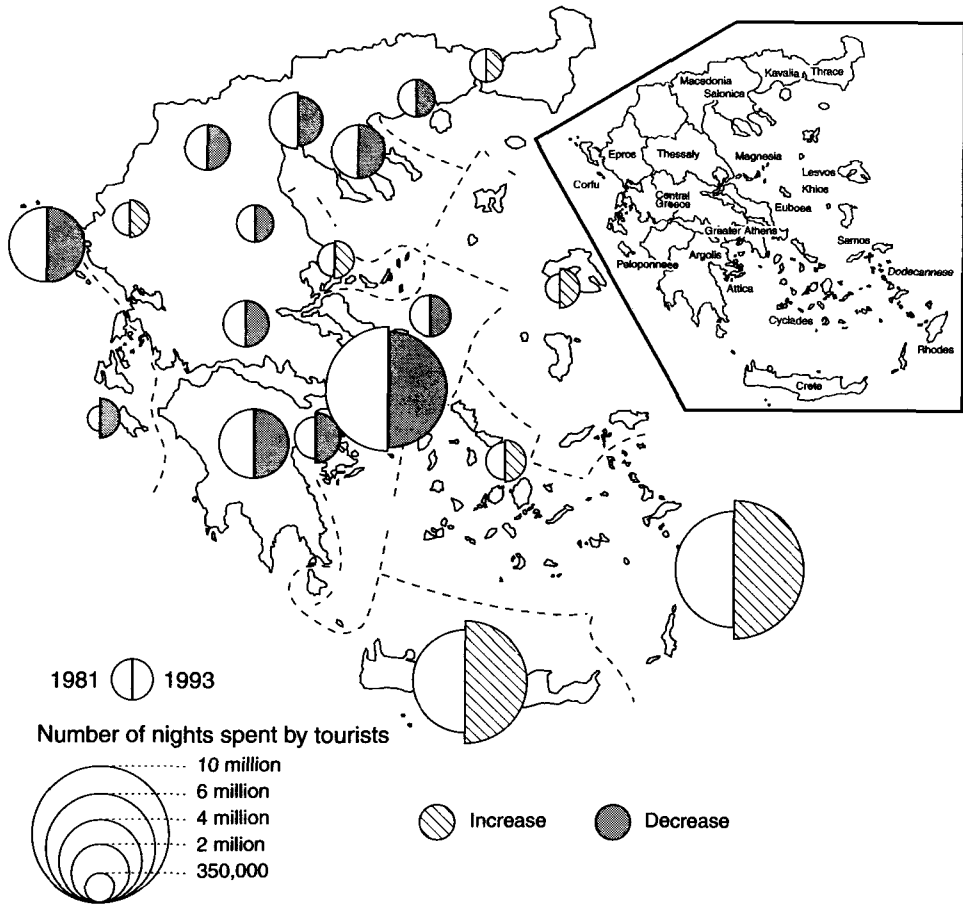 Macedonia
Kavalia
Thrace
Salonica
Epros
Thessaly
Magnesia
Lesvos
Corfu
Khios
Central
Greece
Euboea
Greater Athens
Samos
Peloponnese
Argolis
Dodecannese
Attica
Cyclades
Rhodes
Crete
1981 1993
Number of nights spent by tourists
10 million
6 million
4 million
2 milion
350,000
Increase
Decrease